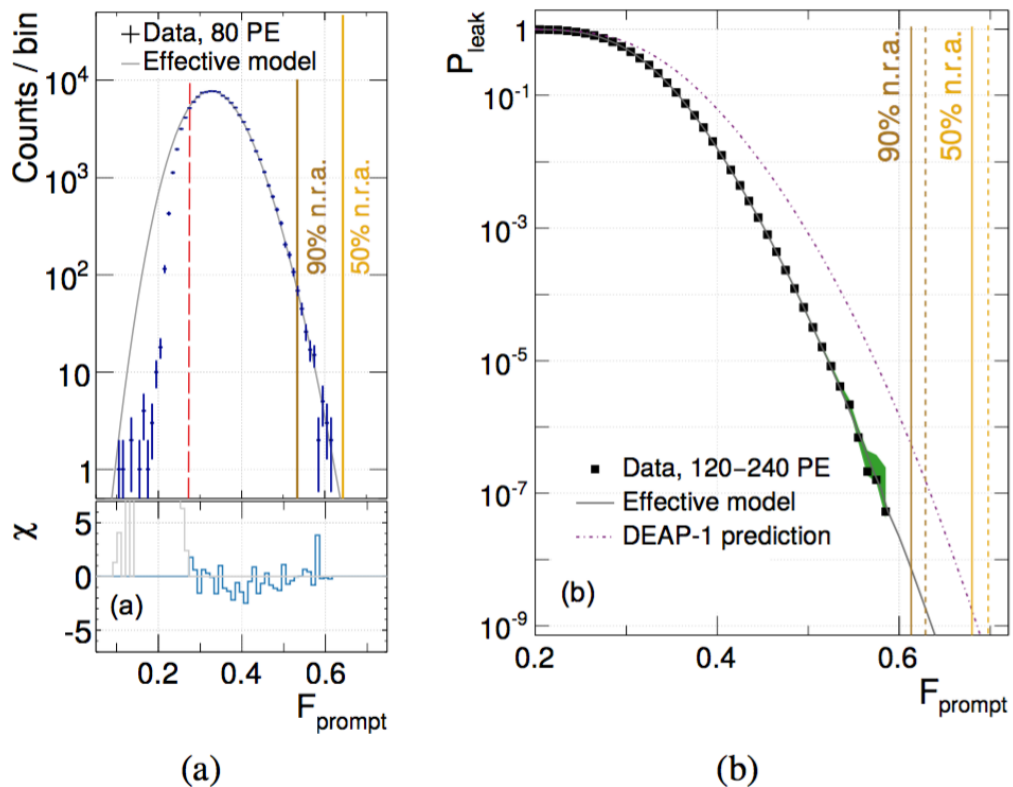 Counts / bin
10⁴
10³
10²
10
1
Data, 80 PE
Effective model
90% n.r.a.
50% n.r.a.
χ
5
0
-5
(a)
0.2
0.4
0.6
F_prompt
(a)
P_leak
1
10⁻¹
10⁻³
10⁻⁵
10⁻⁷
10⁻⁹
90% n.r.a.
50% n.r.a.
Data, 120−240 PE
Effective model
DEAP-1 prediction
(b)
0.2
0.4
0.6
F_prompt
(b)